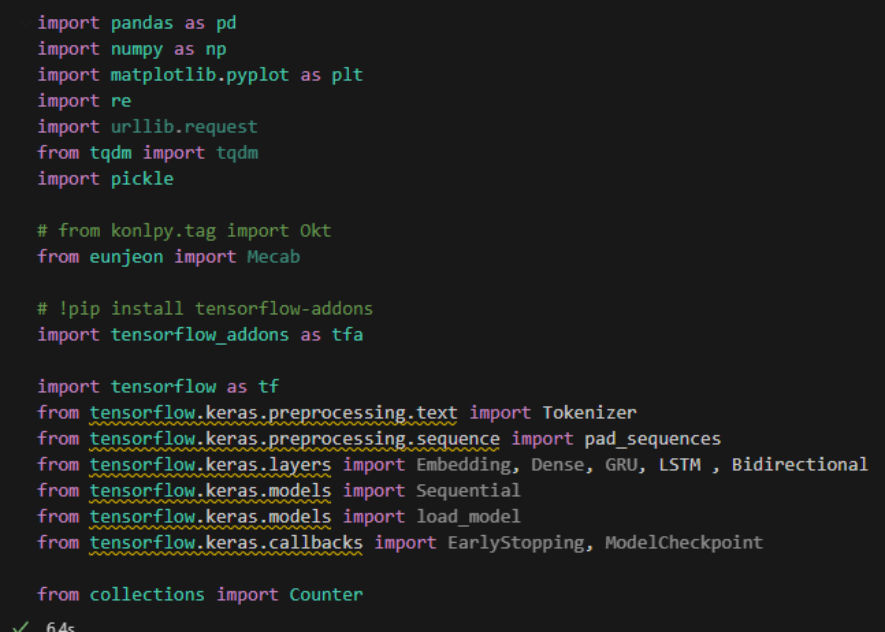 import pandas as pd
import numpy as np
import matplotlib.pyplot as plt
import re
import urllib.request
from tqdm import tqdm
import pickle
# from konlpy.tag import Okt
from eunjeon import Mecab
# !pip install tensorflow-addons
import tensorflow_addons as tfa
import tensorflow as tf
from tensorflow.keras.preprocessing.text import Tokenizer
from tensorflow.keras.preprocessing.sequence import pad_sequences
from tensorflow.keras.layers import Embedding, Dense, GRU, LSTM , Bidirectional
from tensorflow.keras.models import Sequential
from tensorflow.keras.models import load_model
from tensorflow.keras.callbacks import EarlyStopping, ModelCheckpoint
from collections import Counter
✓ 6.4s